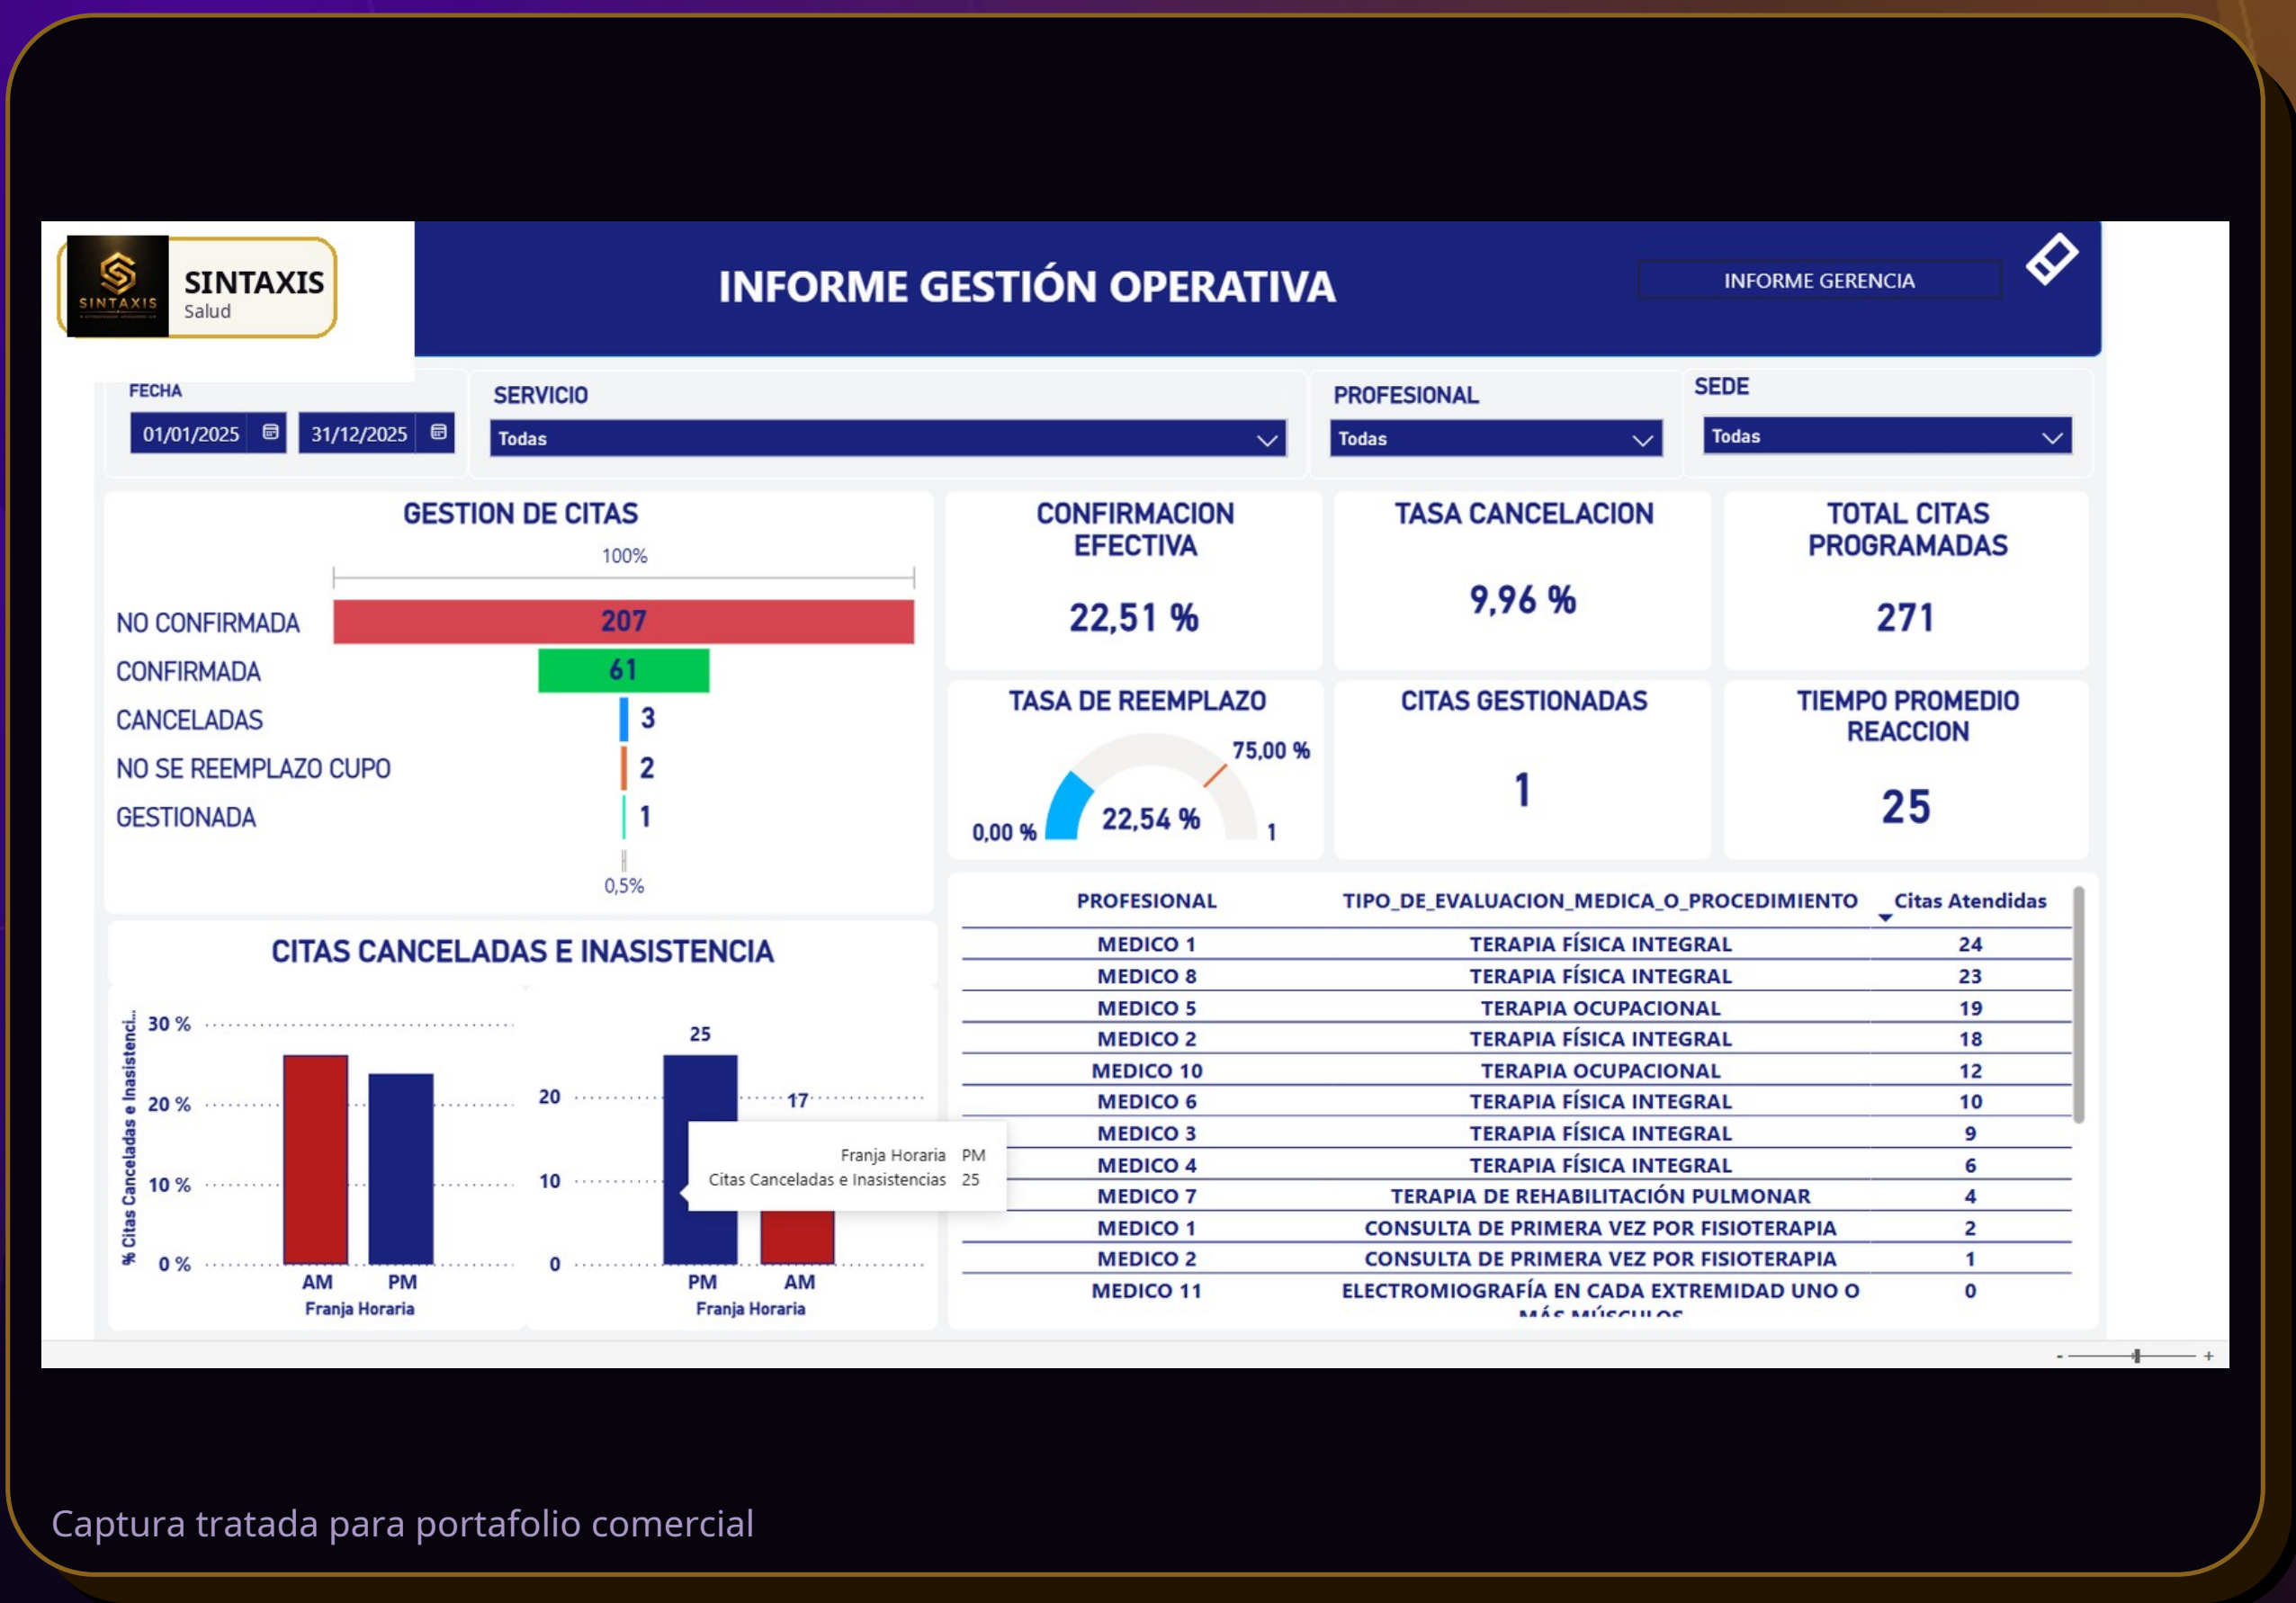 SINTAXIS
SINTAXIS
Salud
INFORME GESTIÓN OPERATIVA
INFORME GERENCIA
FECHA
01/01/2025
31/12/2025
SERVICIO
Todas
PROFESIONAL
Todas
SEDE
Todas
GESTION DE CITAS
100%
NO CONFIRMADA 207
CONFIRMADA 61
CANCELADAS 3
NO SE REEMPLAZO CUPO 2
GESTIONADA 1
0,5%
CONFIRMACION
EFECTIVA
22,51 %
TASA CANCELACION
9,96 %
TOTAL CITAS
PROGRAMADAS
271
TASA DE REEMPLAZO
75,00 %
0,00 %
22,54 %
1
CITAS GESTIONADAS
1
TIEMPO PROMEDIO
REACCION
25
CITAS CANCELADAS E INASISTENCIA
% Citas Canceladas e Inasistenci...
30 %
20 %
10 %
0 %
AM PM
Franja Horaria
25
17
20
10
0
PM AM
Franja Horaria
Franja Horaria PM
Citas Canceladas e Inasistencias 25
PROFESIONAL TIPO_DE_EVALUACION_MEDICA_O_PROCEDIMIENTO Citas Atendidas
MEDICO 1 TERAPIA FÍSICA INTEGRAL 24
MEDICO 8 TERAPIA FÍSICA INTEGRAL 23
MEDICO 5 TERAPIA OCUPACIONAL 19
MEDICO 2 TERAPIA FÍSICA INTEGRAL 18
MEDICO 10 TERAPIA OCUPACIONAL 12
MEDICO 6 TERAPIA FÍSICA INTEGRAL 10
MEDICO 3 TERAPIA FÍSICA INTEGRAL 9
MEDICO 4 TERAPIA FÍSICA INTEGRAL 6
MEDICO 7 TERAPIA DE REHABILITACIÓN PULMONAR 4
MEDICO 1 CONSULTA DE PRIMERA VEZ POR FISIOTERAPIA 2
MEDICO 2 CONSULTA DE PRIMERA VEZ POR FISIOTERAPIA 1
MEDICO 11 ELECTROMIOGRAFÍA EN CADA EXTREMIDAD UNO O 0
MÁS MÚSCULOS
- +
Captura tratada para portafolio comercial